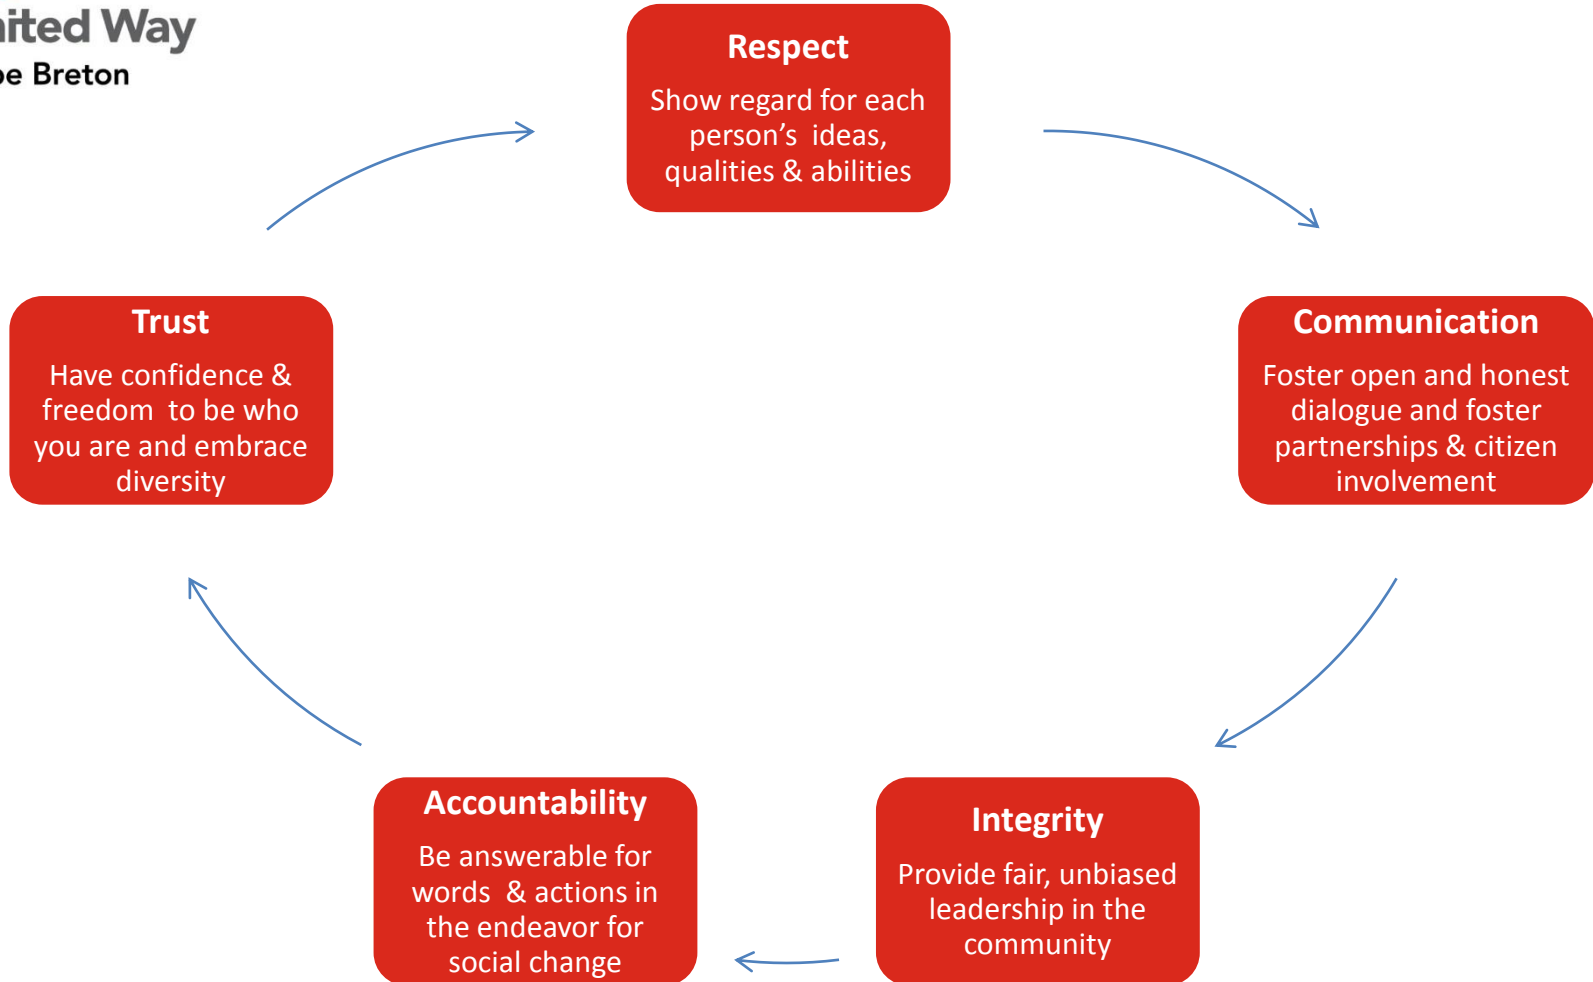 nited Way
pe Breton
Respect
Show regard for each
person’s  ideas,
qualities & abilities
Communication
Foster open and honest
dialogue and foster
partnerships & citizen
involvement
Integrity
Provide fair, unbiased
leadership in the
community
Accountability
Be answerable for
words  & actions in
the endeavor for
social change
Trust
Have confidence &
freedom  to be who
you are and embrace
diversity